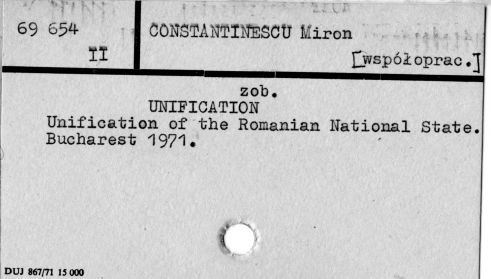 69 654
II
CONSTANTINESCU Miron
[współoprac.]
zob.
UNIFICATION
Unification of the Romanian National State.
Bucharest 1971.
DUJ 867/71 15 000